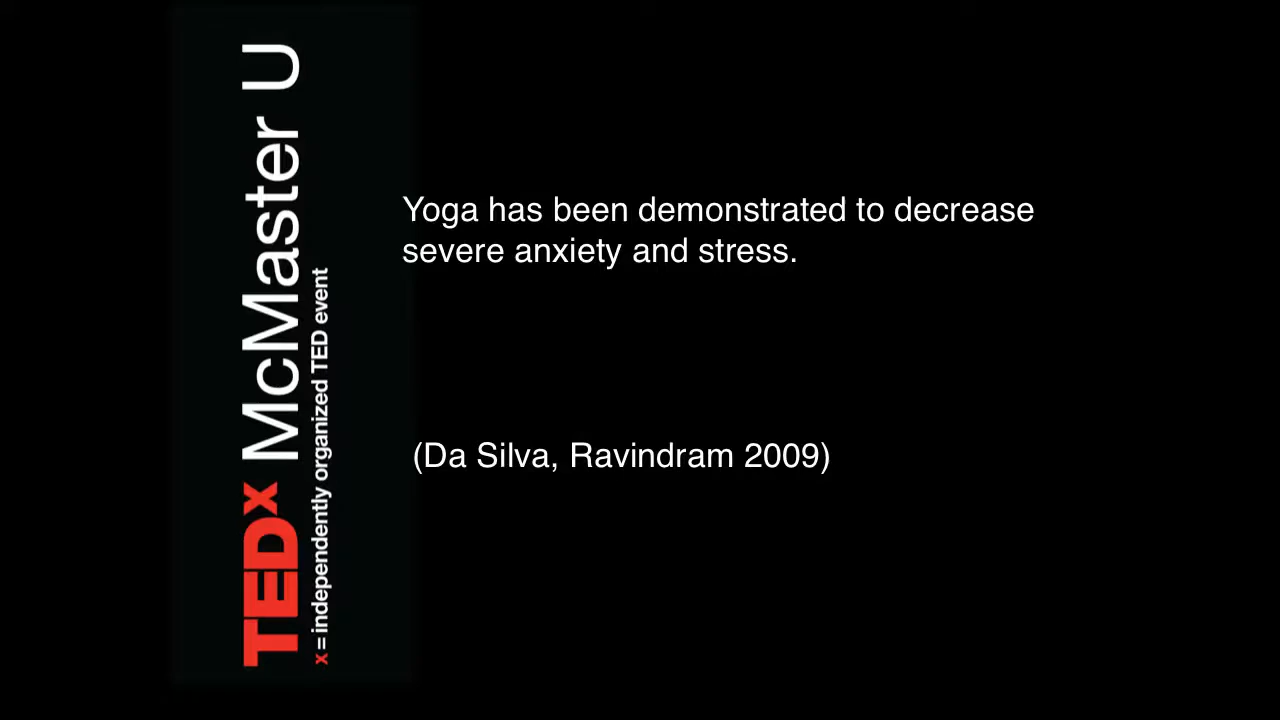 TEDx McMaster U
x = independently organized TED event
Yoga has been demonstrated to decrease
severe anxiety and stress.
(Da Silva, Ravindram 2009)